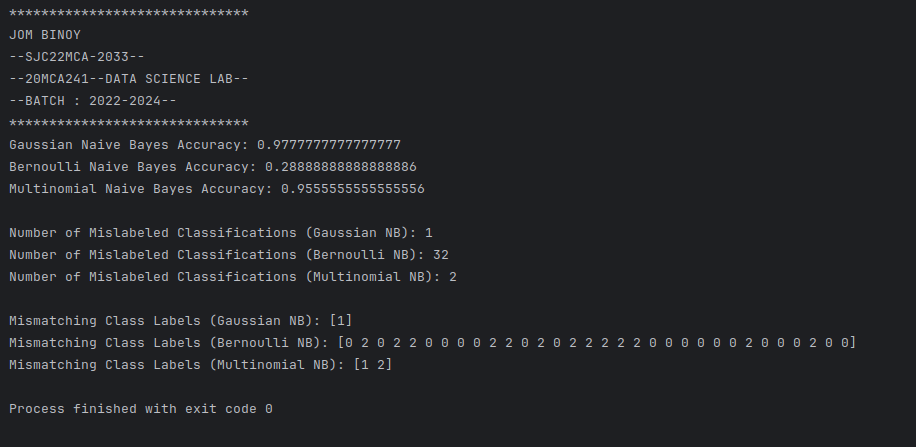 ******************************
JOM BINOY
--SJC22MCA-2033--
--20MCA241--DATA SCIENCE LAB--
--BATCH : 2022-2024--
******************************
Gaussian Naive Bayes Accuracy: 0.9777777777777777
Bernoulli Naive Bayes Accuracy: 0.28888888888888886
Multinomial Naive Bayes Accuracy: 0.9555555555555556
Number of Mislabeled Classifications (Gaussian NB): 1
Number of Mislabeled Classifications (Bernoulli NB): 32
Number of Mislabeled Classifications (Multinomial NB): 2
Mismatching Class Labels (Gaussian NB): [1]
Mismatching Class Labels (Bernoulli NB): [0 2 0 2 2 0 0 0 0 2 2 0 2 0 2 2 2 2 2 0 0 0 0 0 0 2 0 0 0 2 0 0]
Mismatching Class Labels (Multinomial NB): [1 2]
Process finished with exit code 0